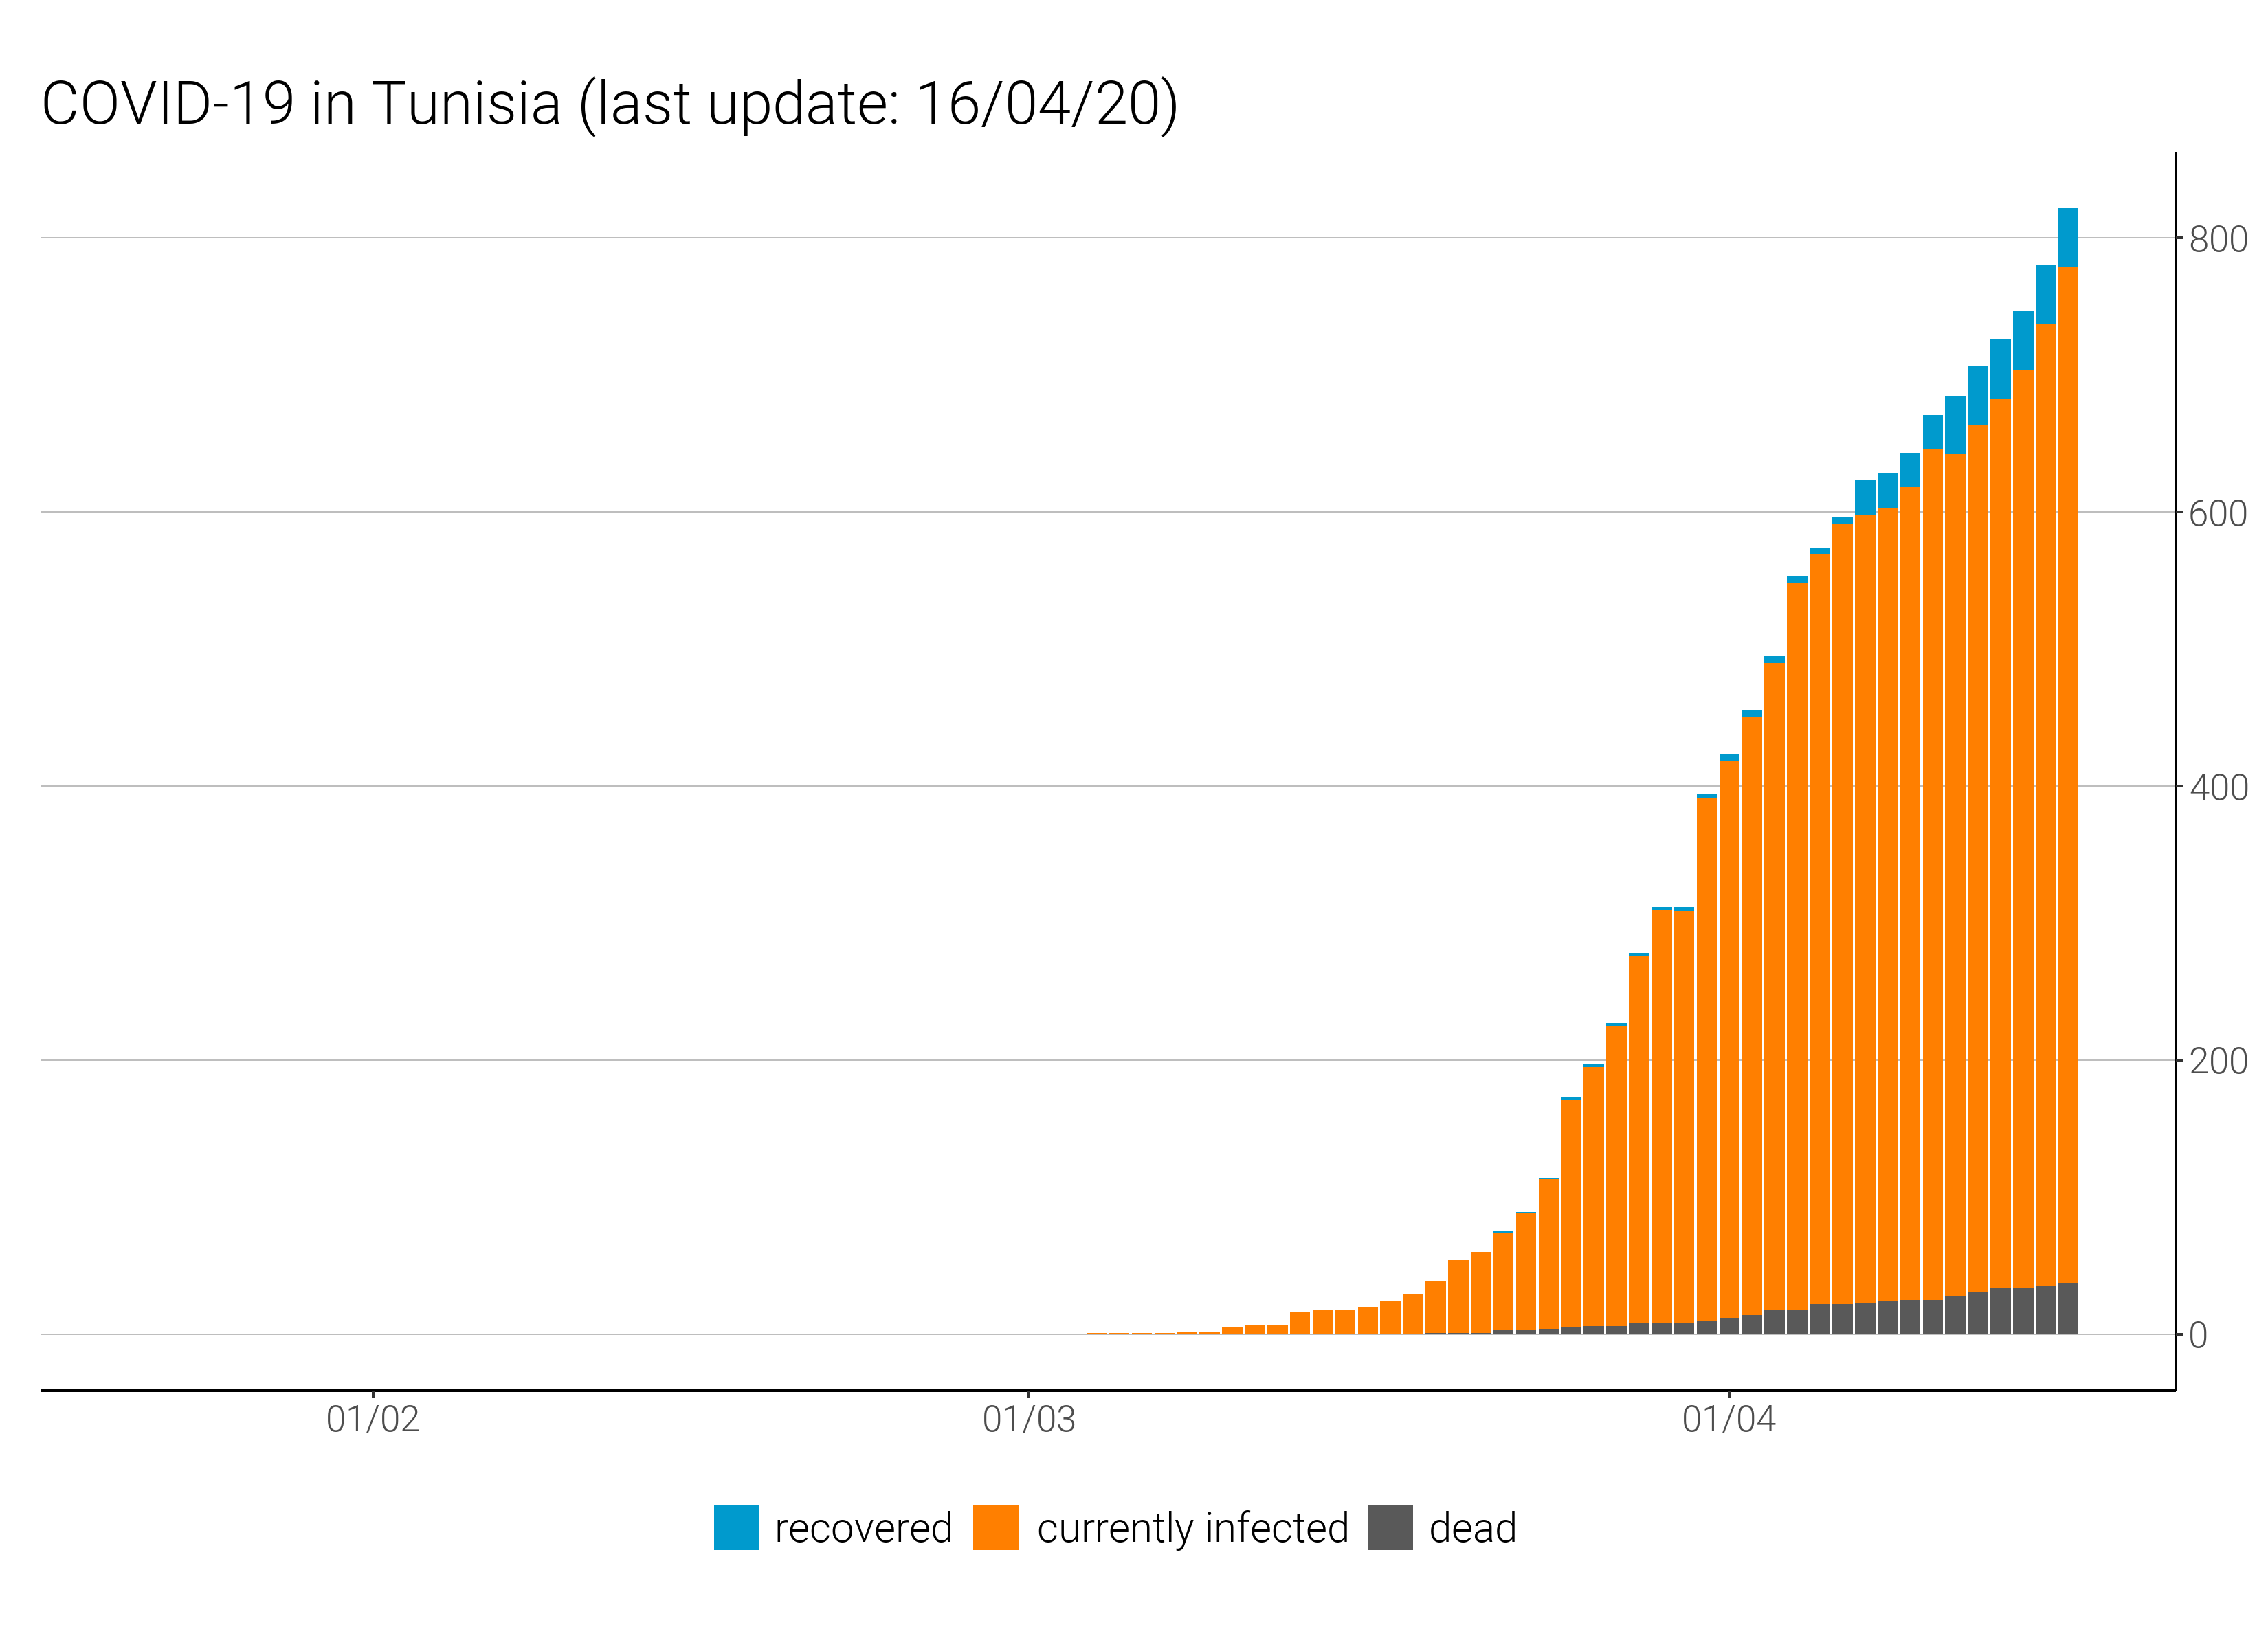 COVID-19 in Tunisia (last update: 16/04/20)
800
600
400
200
0
01/02 01/03 01/04
recovered currently infected dead